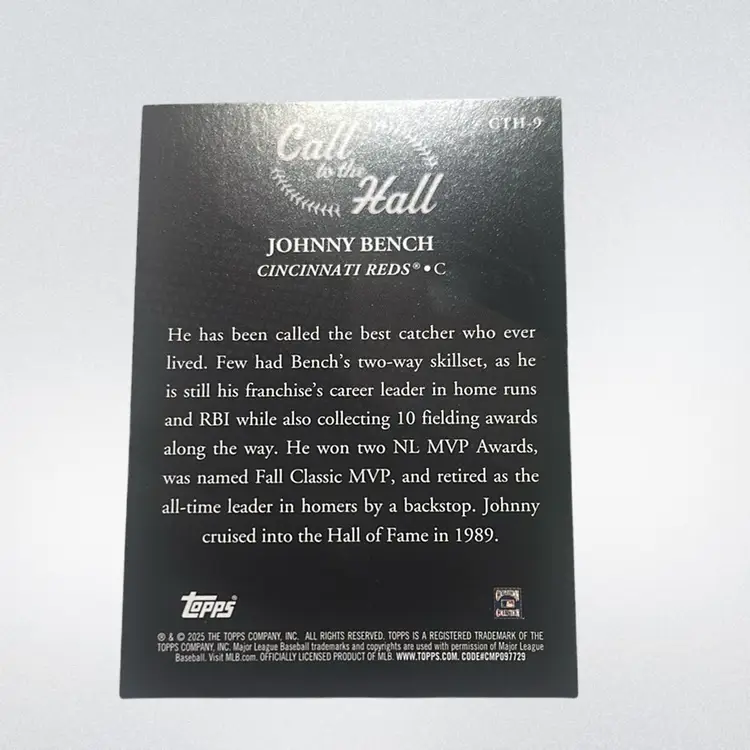 CTH-9
Call
to the
Hall
JOHNNY BENCH
CINCINNATI REDS® • C
He has been called the best catcher who ever
lived. Few had Bench's two-way skillset, as he
is still his franchise's career leader in home runs
and RBI while also collecting 10 fielding awards
along the way. He won two NL MVP Awards,
was named Fall Classic MVP, and retired as the
all-time leader in homers by a backstop. Johnny
cruised into the Hall of Fame in 1989.
Topps®
® & © 2025 THE TOPPS COMPANY, INC. ALL RIGHTS RESERVED. TOPPS IS A REGISTERED TRADEMARK OF THE
TOPPS COMPANY, INC. Major League Baseball trademarks and copyrights are used with permission of Major League
Baseball. Visit MLB.com. OFFICIALLY LICENSED PRODUCT OF MLB. WWW.TOPPS.COM. CODE#CMP097729